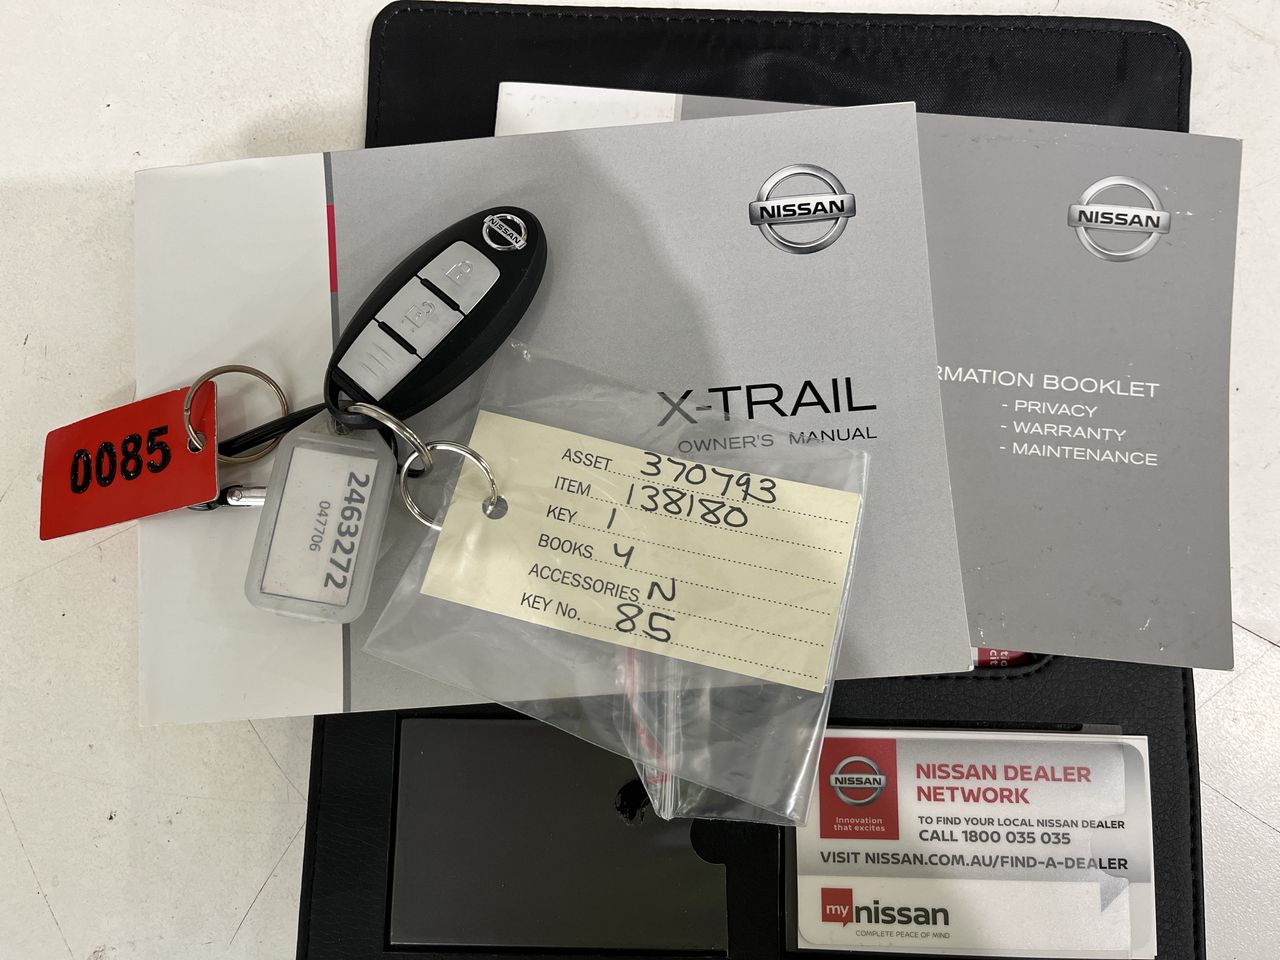 NISSAN
NISSAN
NISSAN
X-TRAIL
OWNER'S MANUAL
RMATION BOOKLET
- PRIVACY
- WARRANTY
- MAINTENANCE
0085
2463272
047706
ASSET 370793
ITEM 138180
KEY 1
BOOKS 4
ACCESSORIES N
KEY No. 85
NISSAN
Innovation
that excites
NISSAN DEALER
NETWORK
TO FIND YOUR LOCAL NISSAN DEALER
CALL 1800 035 035
VISIT NISSAN.COM.AU/FIND-A-DEALER
my nissan
COMPLETE PEACE OF MIND